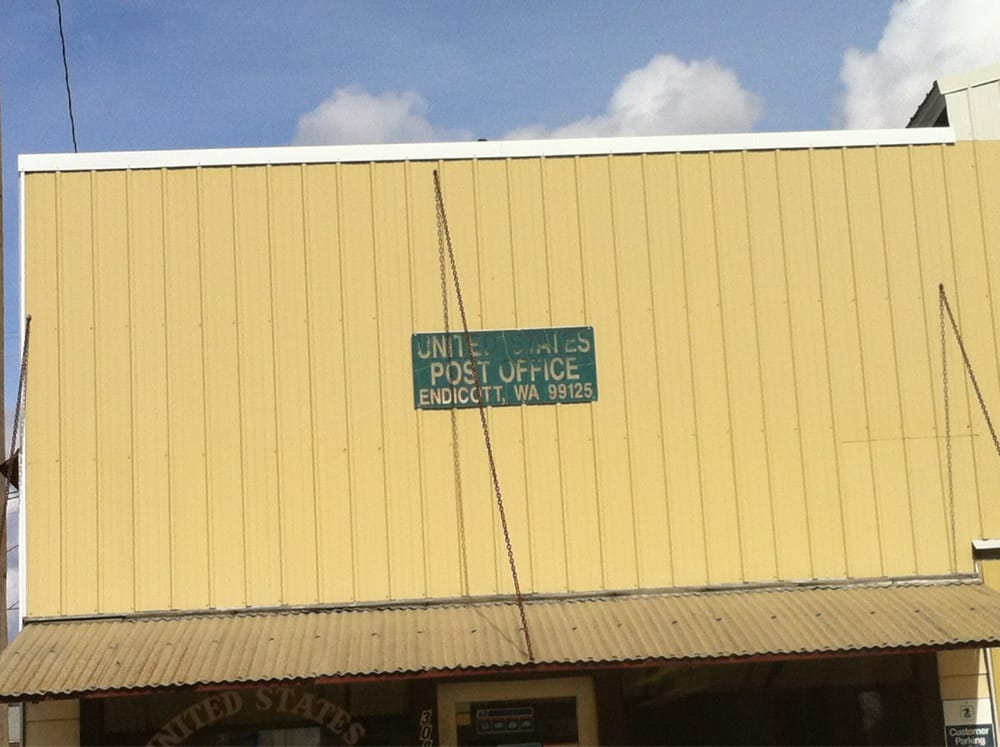 UNITED STATES
POST OFFICE
ENDICOTT, WA 99125
UNITED STATES
Customer
Parking